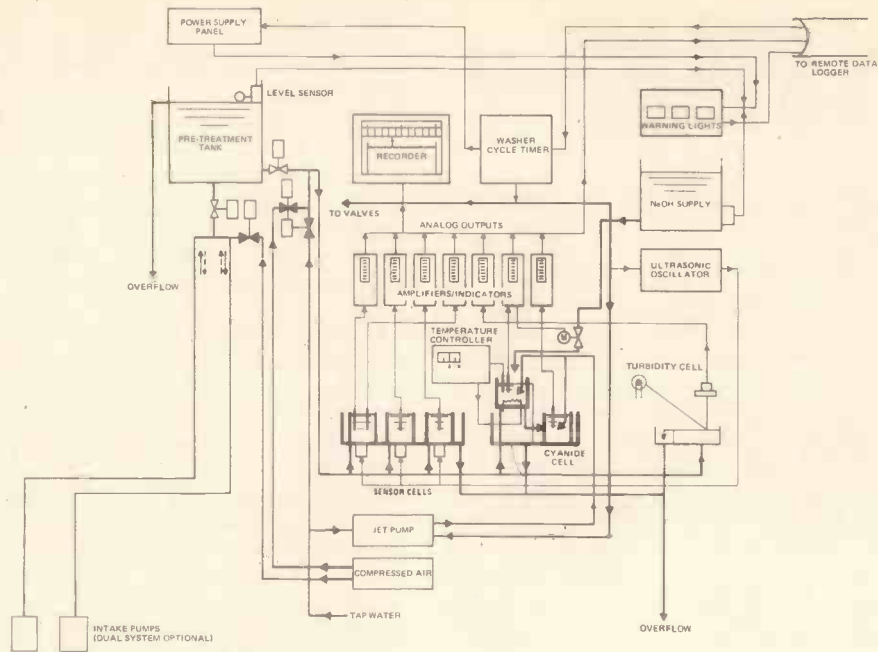 POWER SUPPLY
PANEL
TO REMOTE DATA
LOGGER
LEVEL SENSOR
PRE-TREATMENT
TANK
RECORDER
WASHER
CYCLE TIMER
WARNING LIGHTS
NaOH SUPPLY
TO VALVES
ANALOG OUTPUTS
OVERFLOW
AMPLIFIERS/INDICATORS
ULTRASONIC
OSCILLATOR
TEMPERATURE
CONTROLLER
M
TURBIDITY CELL
CYANIDE
CELL
SENSOR CELLS
JET PUMP
COMPRESSED AIR
TAP WATER
INTAKE PUMPS
(DUAL SYSTEM OPTIONAL)
OVERFLOW